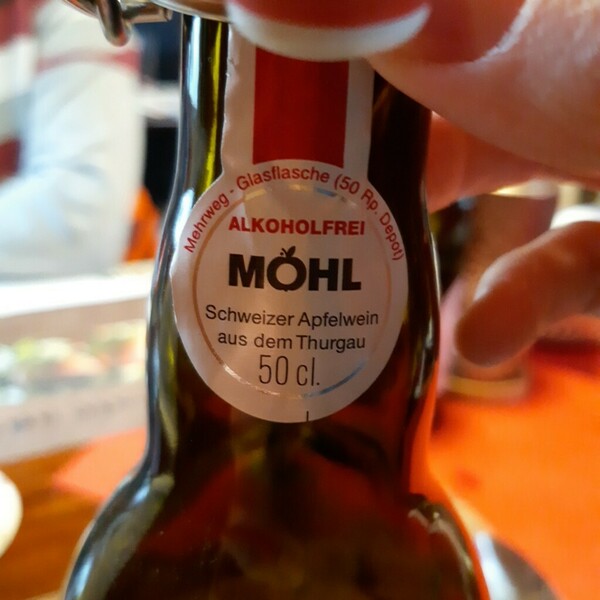 Mehrweg - Glasflasche (50 Rp. Depot)
ALKOHOLFREI
MÖHL
Schweizer Apfelwein
aus dem Thurgau
50 cl.